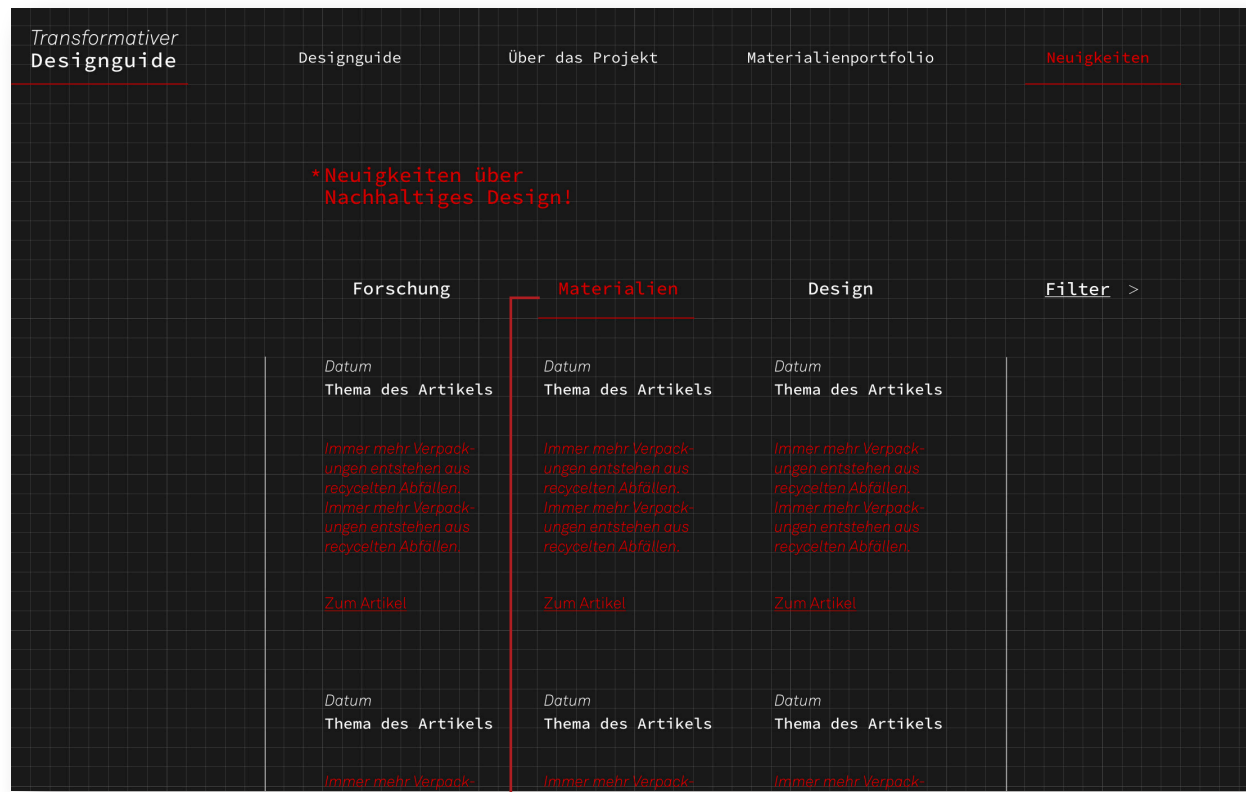 Transformativer
Designguide
Designguide
Über das Projekt
Materialienportfolio
Neuigkeiten
*Neuigkeiten über
Nachhaltiges Design!
Forschung
Materialien
Design
Filter >
Datum
Thema des Artikels
Immer mehr Verpack-
ungen entstehen aus
recycelten Abfällen.
Immer mehr Verpack-
ungen entstehen aus
recycelten Abfällen.
Zum Artikel
Datum
Thema des Artikels
Immer mehr Verpack-
ungen entstehen aus
recycelten Abfällen.
Immer mehr Verpack-
ungen entstehen aus
recycelten Abfällen.
Zum Artikel
Datum
Thema des Artikels
Immer mehr Verpack-
ungen entstehen aus
recycelten Abfällen.
Immer mehr Verpack-
ungen entstehen aus
recycelten Abfällen.
Zum Artikel
Datum
Thema des Artikels
Immer mehr Verpack-
Datum
Thema des Artikels
Immer mehr Verpack-
Datum
Thema des Artikels
Immer mehr Verpack-